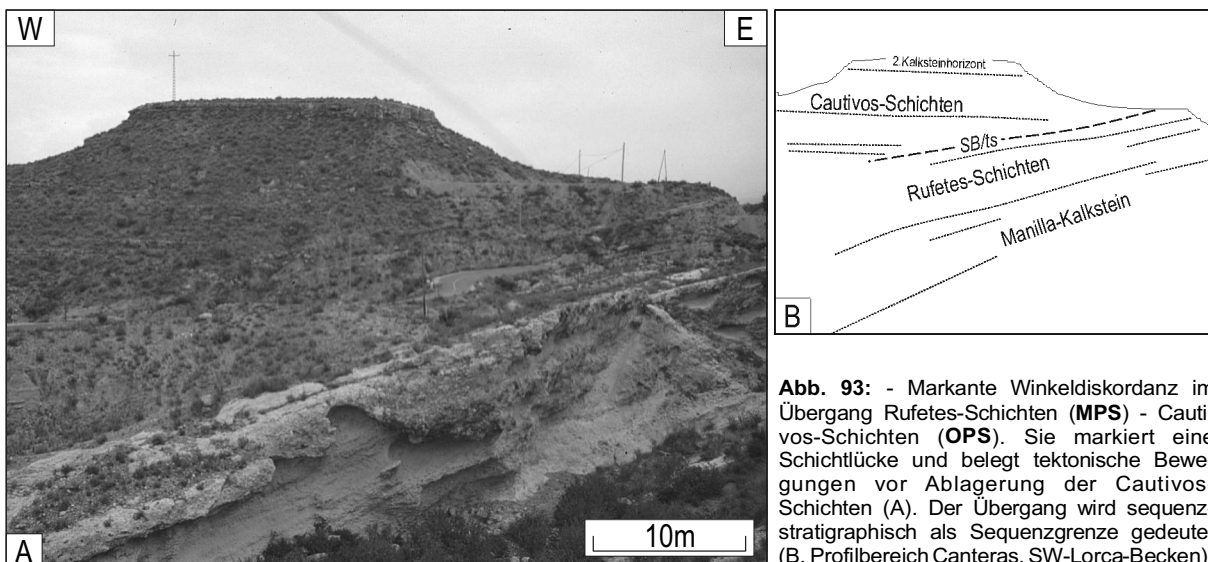 W
E
10m
A
2.Kalksteinhorizont
Cautivos-Schichten
SB/ts
Rufetes-Schichten
Manilla-Kalkstein
B
Abb. 93: - Markante Winkeldiskordanz im
Übergang Rufetes-Schichten (MPS) - Cauti
vos-Schichten (OPS). Sie markiert eine
Schichtlücke und belegt tektonische Bewe
gungen vor Ablagerung der Cautivos-
Schichten (A). Der Übergang wird sequenz
stratigraphisch als Sequenzgrenze gedeute
(B, Profilbereich Canteras, SW-Lorca-Becken)